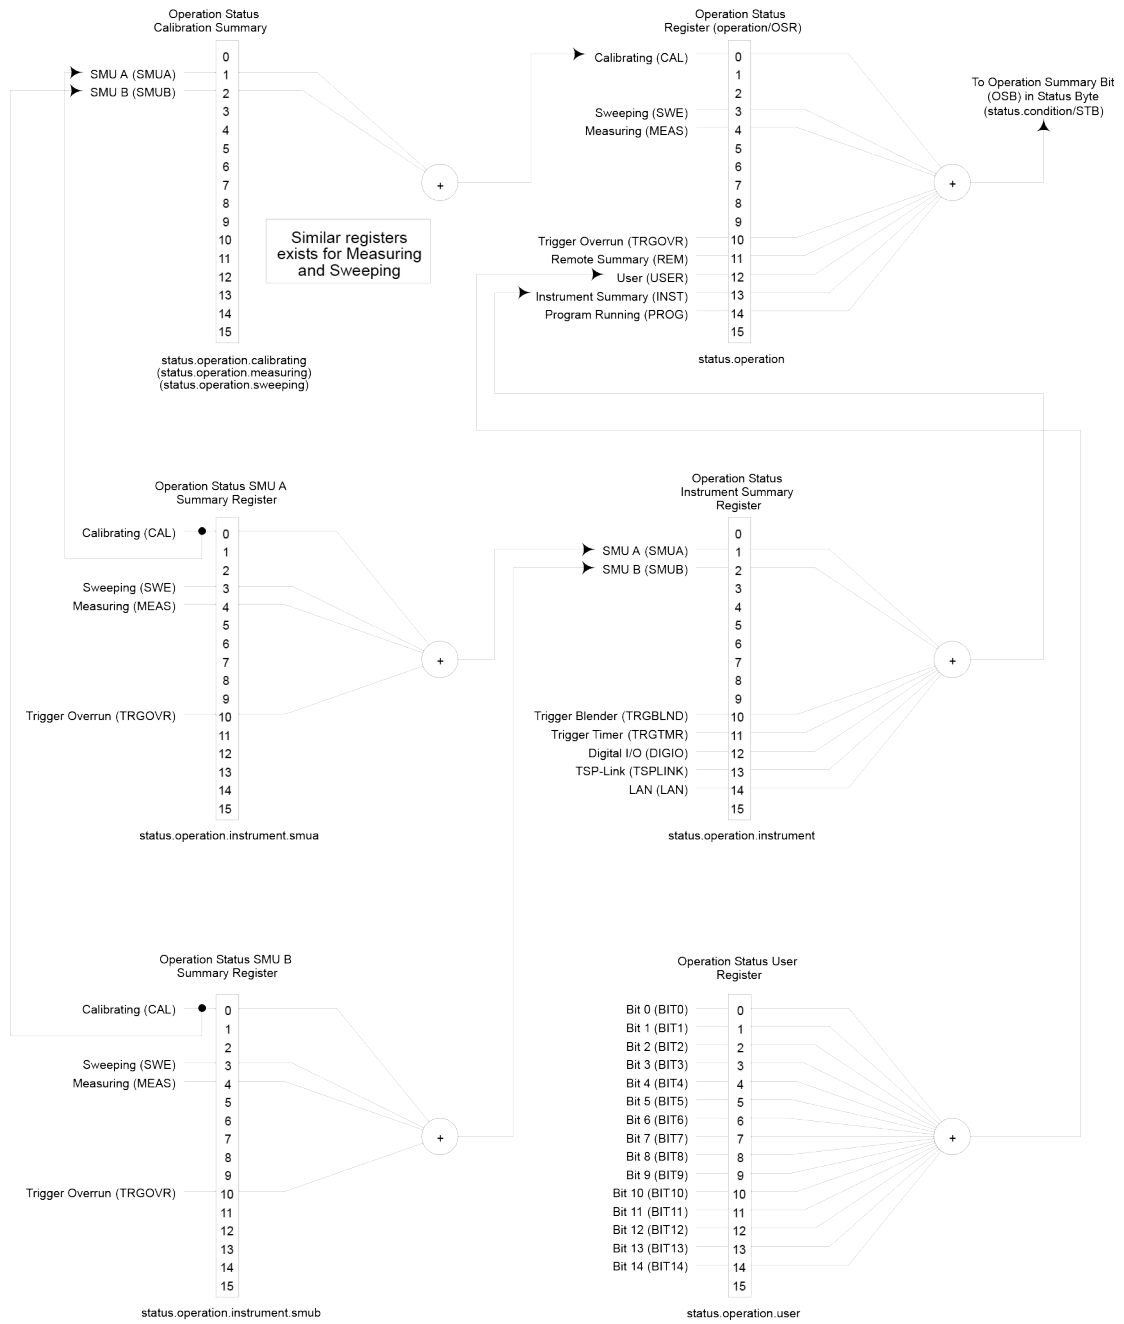 Operation Status
Calibration Summary
0
SMU A (SMUA) 1
SMU B (SMUB) 2
3
4
5
6
7
8
9
10
11
12
13
14
15
+
Similar registers
exists for Measuring
and Sweeping
status.operation.calibrating
(status.operation.measuring)
(status.operation.sweeping)
Operation Status
Register (operation/OSR)
Calibrating (CAL) 0
1
2
Sweeping (SWE) 3
Measuring (MEAS) 4
5
6
7
8
9
Trigger Overrun (TRGOVR) 10
Remote Summary (REM) 11
User (USER) 12
Instrument Summary (INST) 13
Program Running (PROG) 14
15
+
status.operation
To Operation Summary Bit
(OSB) in Status Byte
(status.condition/STB)
Operation Status SMU A
Summary Register
Calibrating (CAL) 0
1
2
Sweeping (SWE) 3
Measuring (MEAS) 4
5
6
7
8
9
Trigger Overrun (TRGOVR) 10
11
12
13
14
15
+
status.operation.instrument.smua
Operation Status
Instrument Summary
Register
0
SMU A (SMUA) 1
SMU B (SMUB) 2
3
4
5
6
7
8
9
Trigger Blender (TRGBLND) 10
Trigger Timer (TRGTMR) 11
Digital I/O (DIGIO) 12
TSP-Link (TSPLINK) 13
LAN (LAN) 14
15
+
status.operation.instrument
Operation Status SMU B
Summary Register
Calibrating (CAL) 0
1
2
Sweeping (SWE) 3
Measuring (MEAS) 4
5
6
7
8
9
Trigger Overrun (TRGOVR) 10
11
12
13
14
15
+
status.operation.instrument.smub
Operation Status User
Register
Bit 0 (BIT0) 0
Bit 1 (BIT1) 1
Bit 2 (BIT2) 2
Bit 3 (BIT3) 3
Bit 4 (BIT4) 4
Bit 5 (BIT5) 5
Bit 6 (BIT6) 6
Bit 7 (BIT7) 7
Bit 8 (BIT8) 8
Bit 9 (BIT9) 9
Bit 10 (BIT10) 10
Bit 11 (BIT11) 11
Bit 12 (BIT12) 12
Bit 13 (BIT13) 13
Bit 14 (BIT14) 14
15
+
status.operation.user